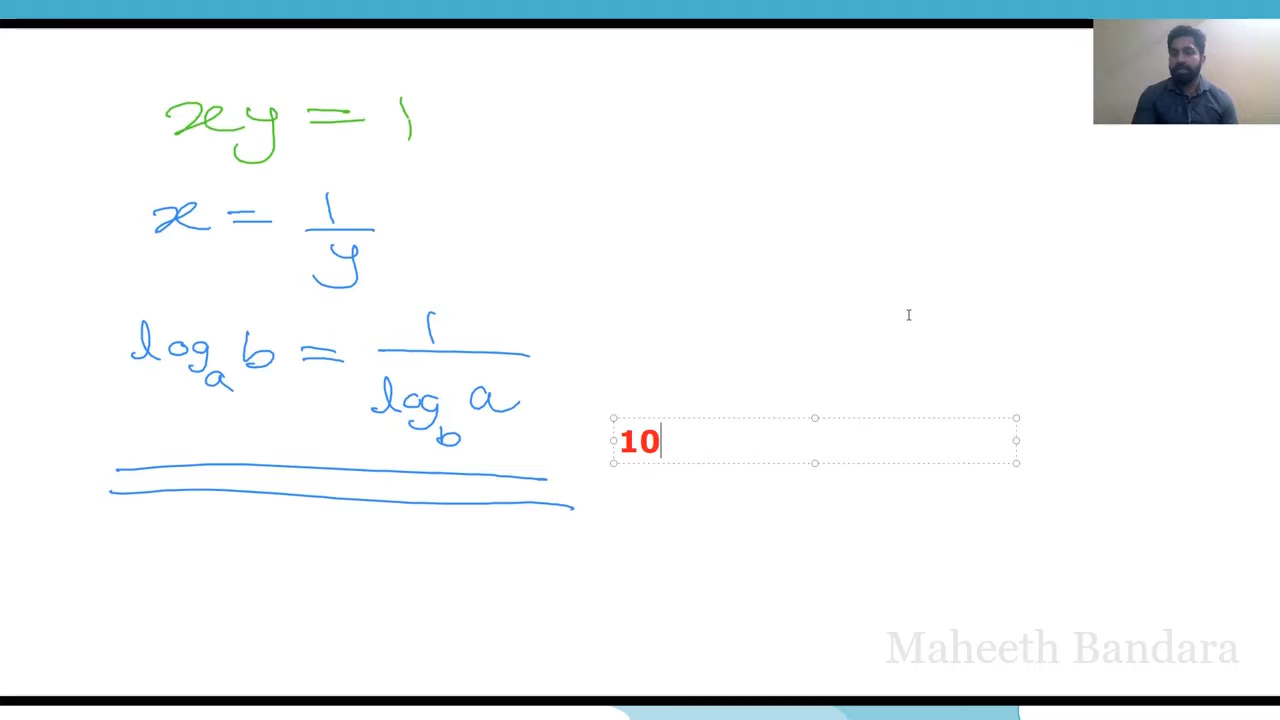 xy = 1
x = 1/y
log_a b = 1/log_b a
10
Maheeth Bandara